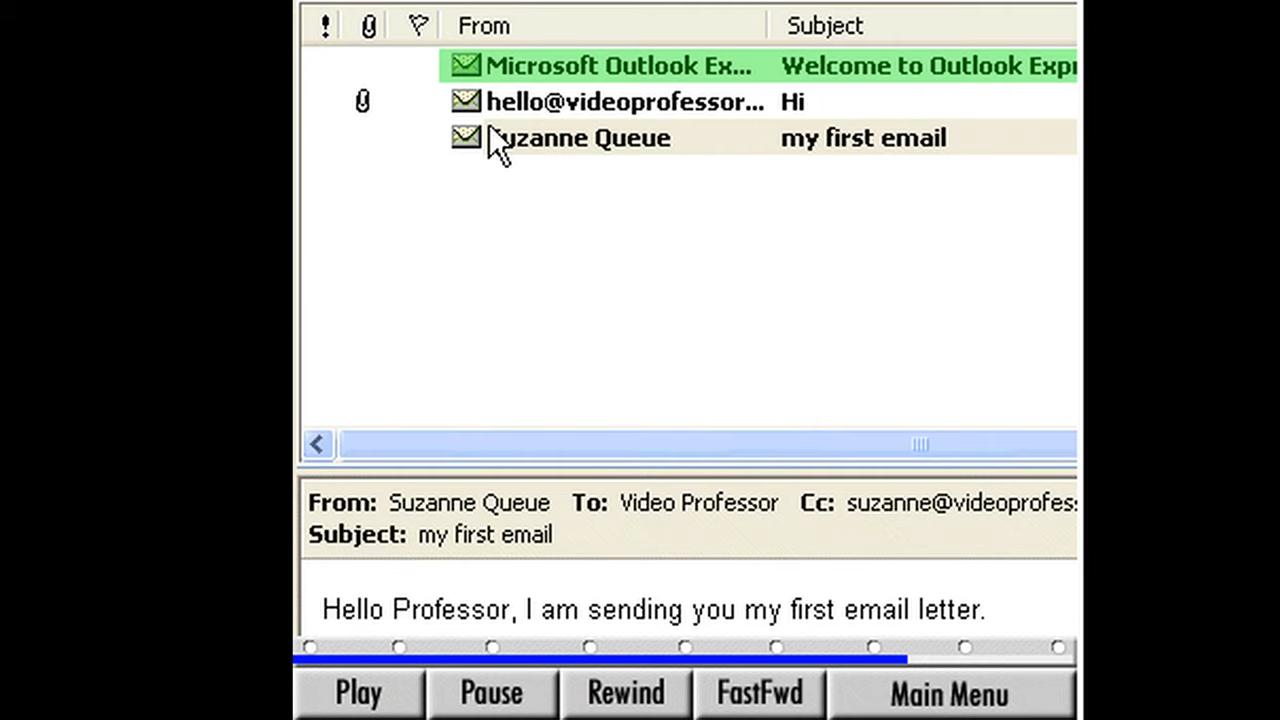 ! From Subject
Microsoft Outlook Ex... Welcome to Outlook Expr
hello@videoprofessor... Hi
uzanne Queue my first email
From: Suzanne Queue To: Video Professor Cc: suzanne@videoprofes
Subject: my first email
Hello Professor, I am sending you my first email letter.
Play Pause Rewind FastFwd Main Menu